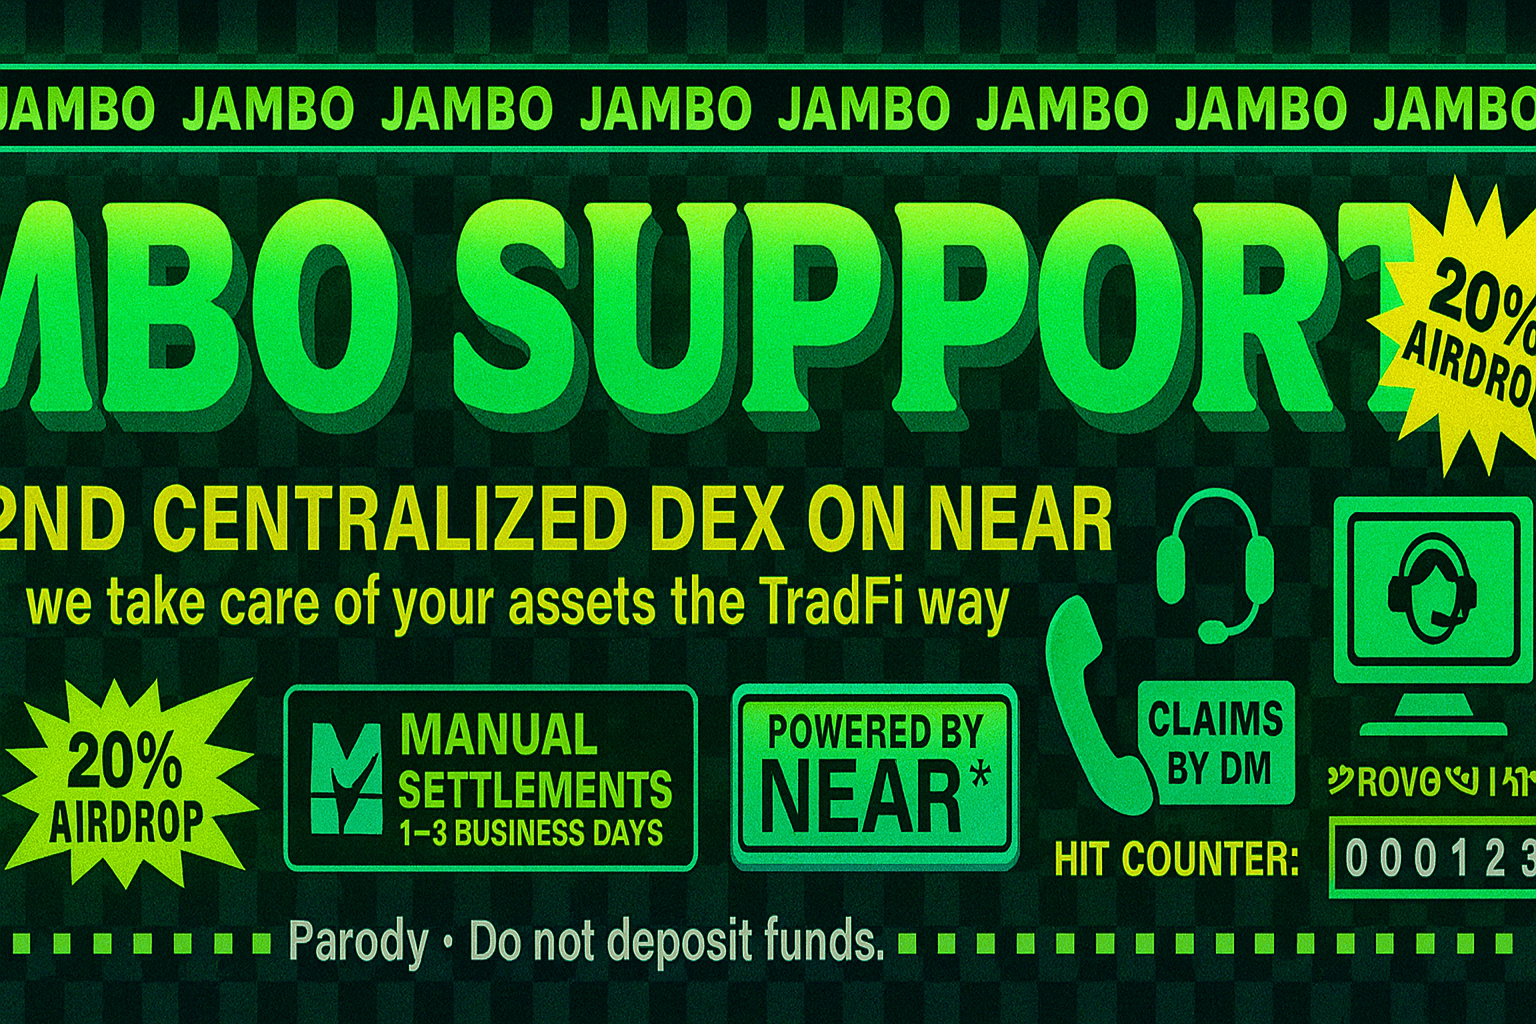 JAMBO JAMBO JAMBO JAMBO JAMBO JAMBO JAMBO JAMBO
MBO SUPPORT
20%
AIRDROP
2ND CENTRALIZED DEX ON NEAR
we take care of your assets the TradFi way
20%
AIRDROP
MANUAL
SETTLEMENTS
1–3 BUSINESS DAYS
POWERED BY
NEAR*
CLAIMS
BY DM
HIT COUNTER:
000123
Parody · Do not deposit funds.